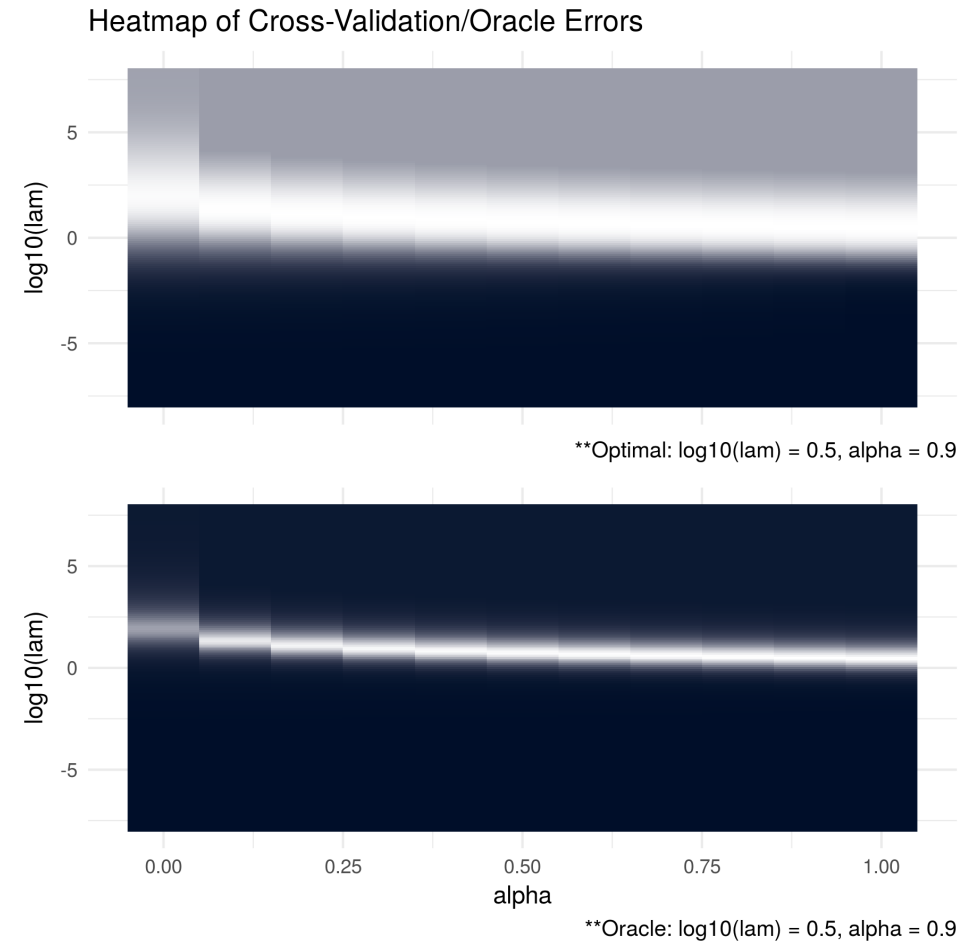 Heatmap of Cross-Validation/Oracle Errors
log10(lam)
5
0
-5
**Optimal: log10(lam) = 0.5, alpha = 0.9
log10(lam)
5
0
-5
0.00 0.25 0.50 0.75 1.00
alpha
**Oracle: log10(lam) = 0.5, alpha = 0.9